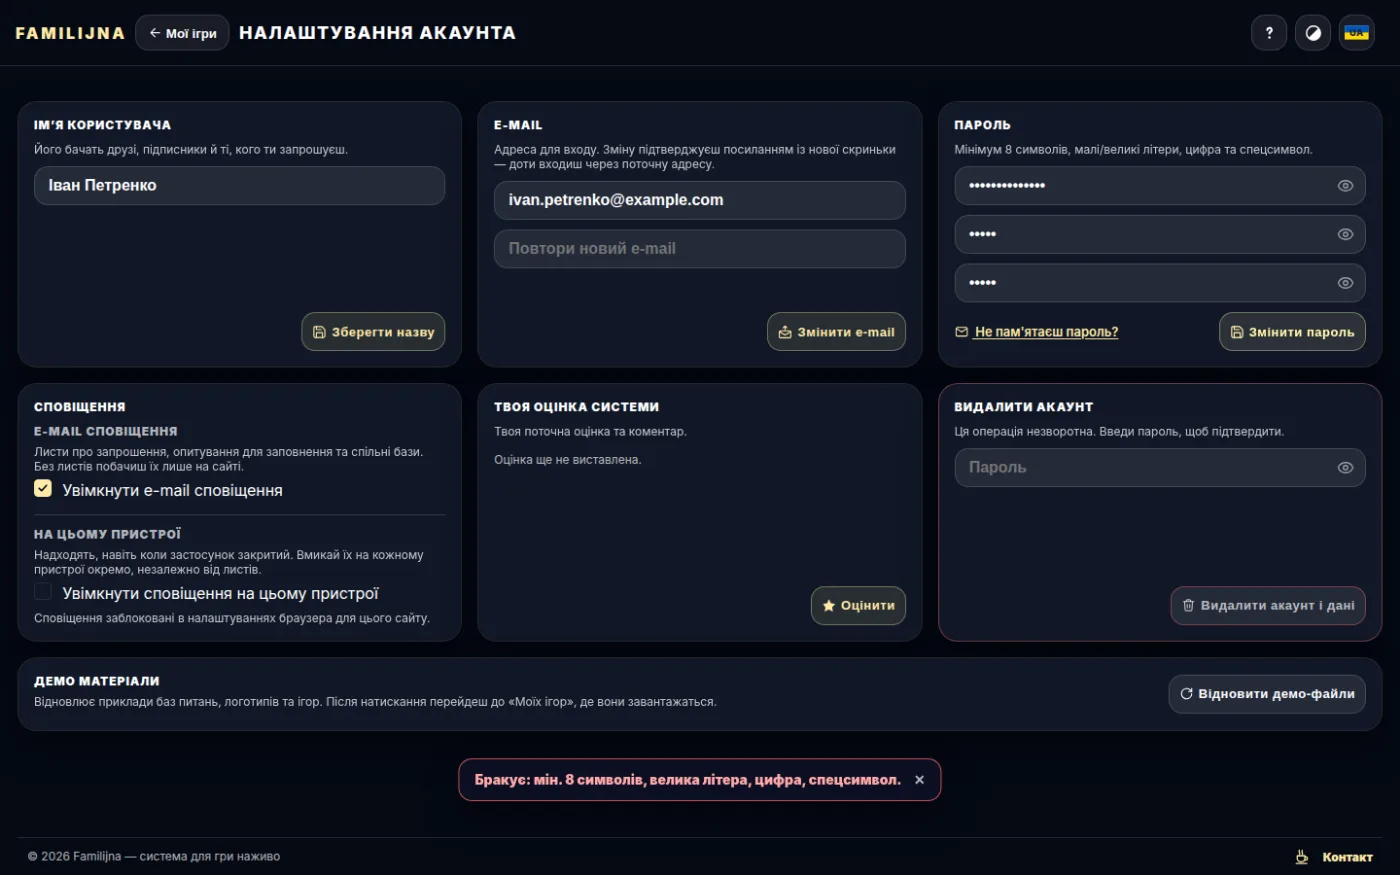 FAMILIJNA
← Мої ігри
НАЛАШТУВАННЯ АКАУНТА
?
UA
ІМ'Я КОРИСТУВАЧА
Його бачать друзі, підписники й ті, кого ти запрошуєш.
Іван Петренко
Зберегти назву
E-MAIL
Адреса для входу. Зміну підтверджуєш посиланням із нової скриньки
— доти входиш через поточну адресу.
ivan.petrenko@example.com
Повтори новий e-mail
Змінити e-mail
ПАРОЛЬ
Мінімум 8 символів, малі/великі літери, цифра та спецсимвол.
••••••••••••••
•••••
•••••
Не пам'ятаєш пароль?
Змінити пароль
СПОВІЩЕННЯ
E-MAIL СПОВІЩЕННЯ
Листи про запрошення, опитування для заповнення та спільні бази.
Без листів побачиш їх лише на сайті.
Увімкнути e-mail сповіщення
НА ЦЬОМУ ПРИСТРОЇ
Надходять, навіть коли застосунок закритий. Вмикай їх на кожному
пристрої окремо, незалежно від листів.
Увімкнути сповіщення на цьому пристрої
Сповіщення заблоковані в налаштуваннях браузера для цього сайту.
ТВОЯ ОЦІНКА СИСТЕМИ
Твоя поточна оцінка та коментар.
Оцінка ще не виставлена.
Оцінити
ВИДАЛИТИ АКАУНТ
Ця операція незворотна. Введи пароль, щоб підтвердити.
Пароль
Видалити акаунт і дані
ДЕМО МАТЕРІАЛИ
Відновлює приклади баз питань, логотипів та ігор. Після натискання перейдеш до «Моїх ігор», де вони завантажаться.
Відновити демо-файли
Бракує: мін. 8 символів, велика літера, цифра, спецсимвол. ×
© 2026 Familijna — система для гри наживо
Контакт